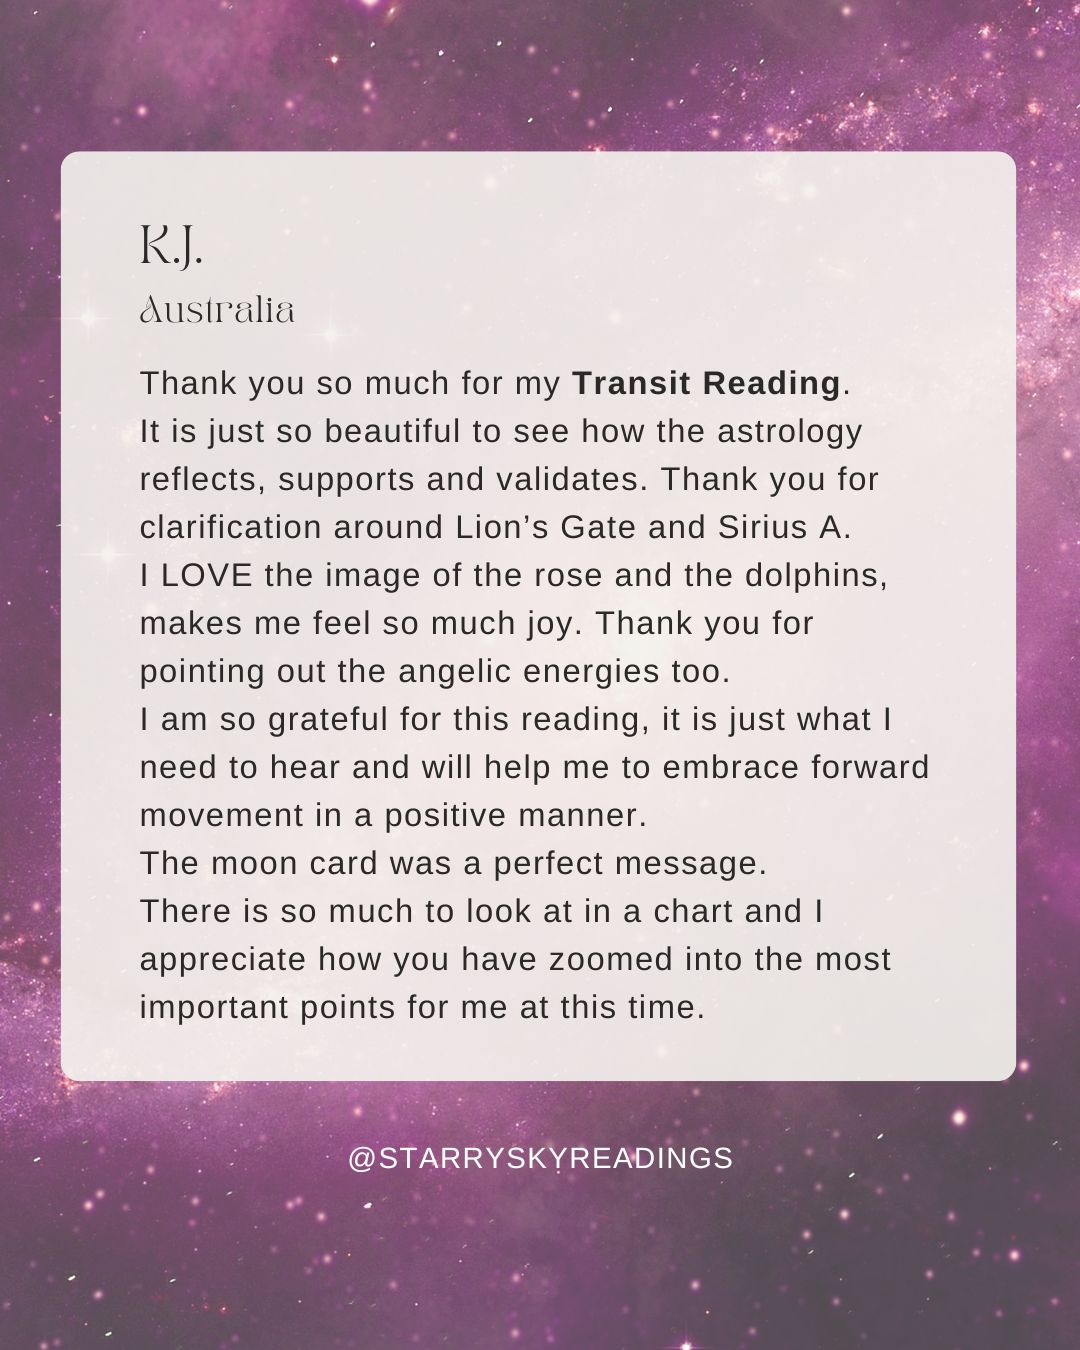 K.J.
Australia
Thank you so much for my Transit Reading.
It is just so beautiful to see how the astrology
reflects, supports and validates. Thank you for
clarification around Lion’s Gate and Sirius A.
I LOVE the image of the rose and the dolphins,
makes me feel so much joy. Thank you for
pointing out the angelic energies too.
I am so grateful for this reading, it is just what I
need to hear and will help me to embrace forward
movement in a positive manner.
The moon card was a perfect message.
There is so much to look at in a chart and I
appreciate how you have zoomed into the most
important points for me at this time.
@STARRYSKYREADINGS